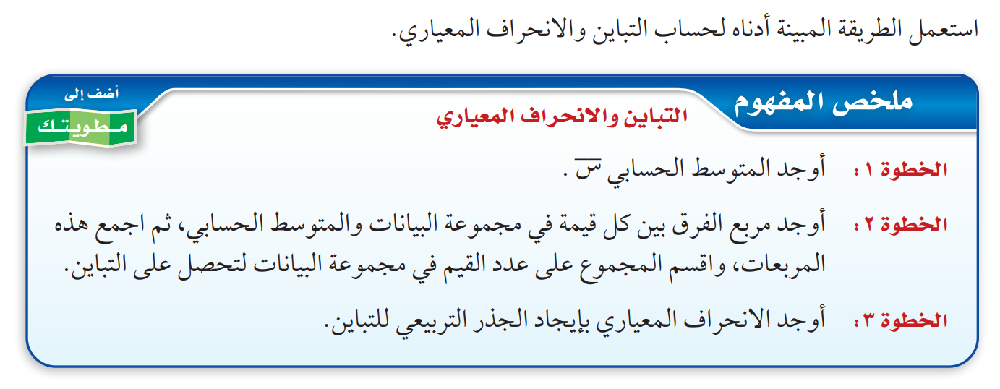 استعمل الطريقة المبينة أدناه لحساب التباين والانحراف المعياري.
ملخص المفهوم
أضف إلى
مـطويتـك
التباين والانحراف المعياري
الخطوة ١ : أوجد المتوسط الحسابي س̅ .
الخطوة ٢ : أوجد مربع الفرق بين كل قيمة في مجموعة البيانات والمتوسط الحسابي، ثم اجمع هذه
المربعات، واقسم المجموع على عدد القيم في مجموعة البيانات لتحصل على التباين.
الخطوة ٣ : أوجد الانحراف المعياري بإيجاد الجذر التربيعي للتباين.